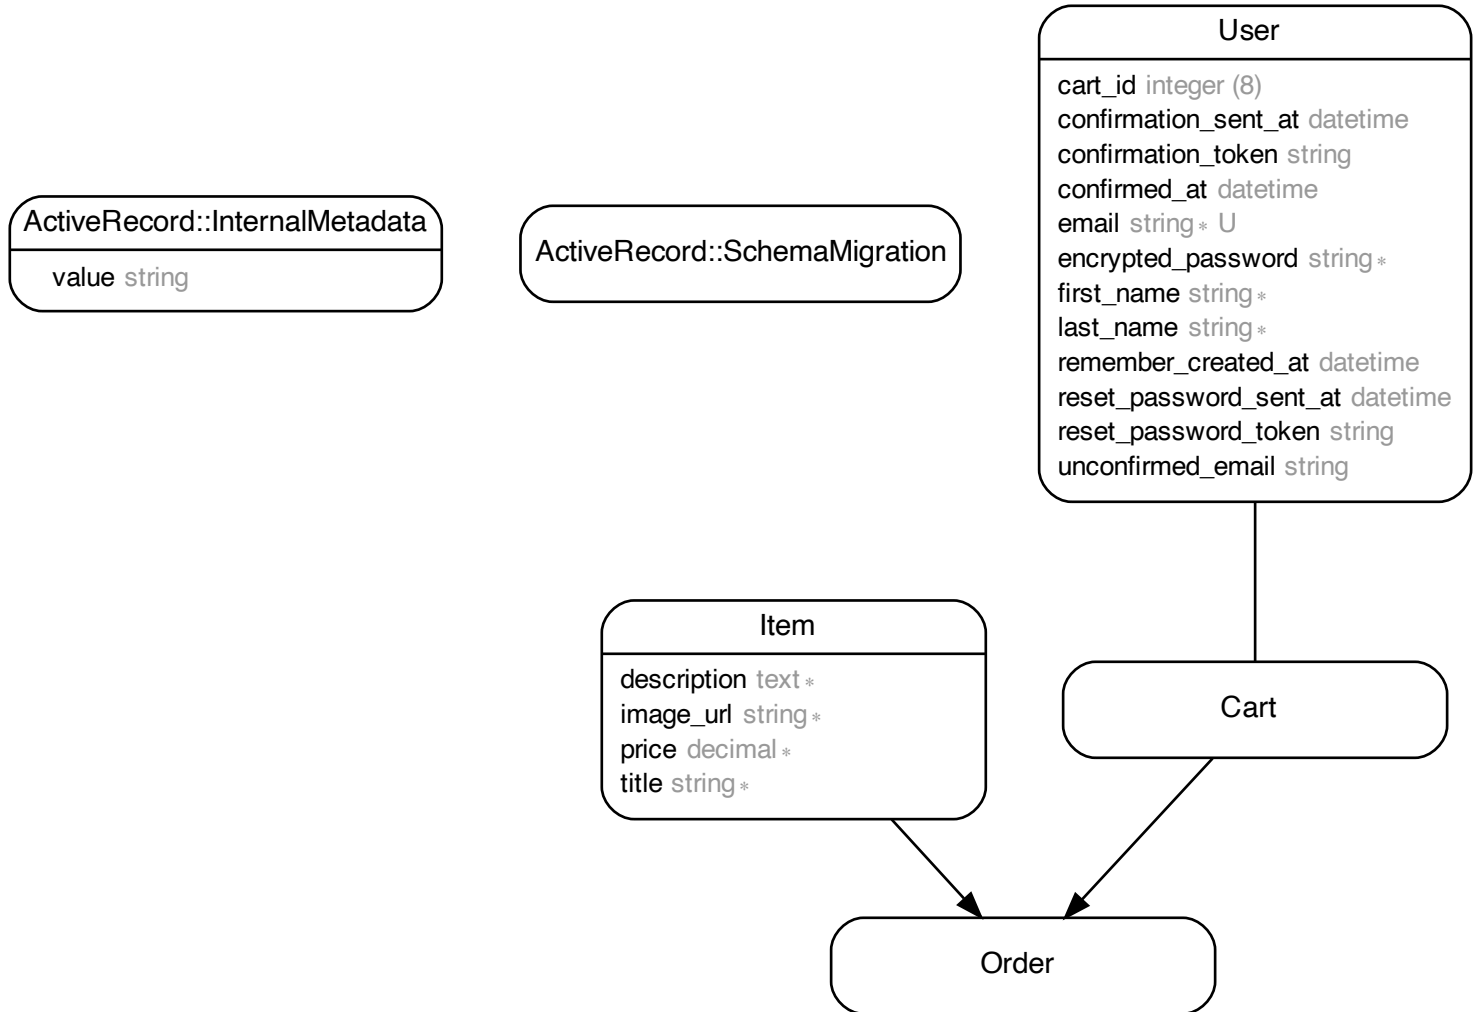 User
cart_id integer (8)
confirmation_sent_at datetime
confirmation_token string
confirmed_at datetime
email string* U
encrypted_password string*
first_name string*
last_name string*
remember_created_at datetime
reset_password_sent_at datetime
reset_password_token string
unconfirmed_email string
ActiveRecord::InternalMetadata
value string
ActiveRecord::SchemaMigration
Item
description text*
image_url string*
price decimal*
title string*
Cart
Order